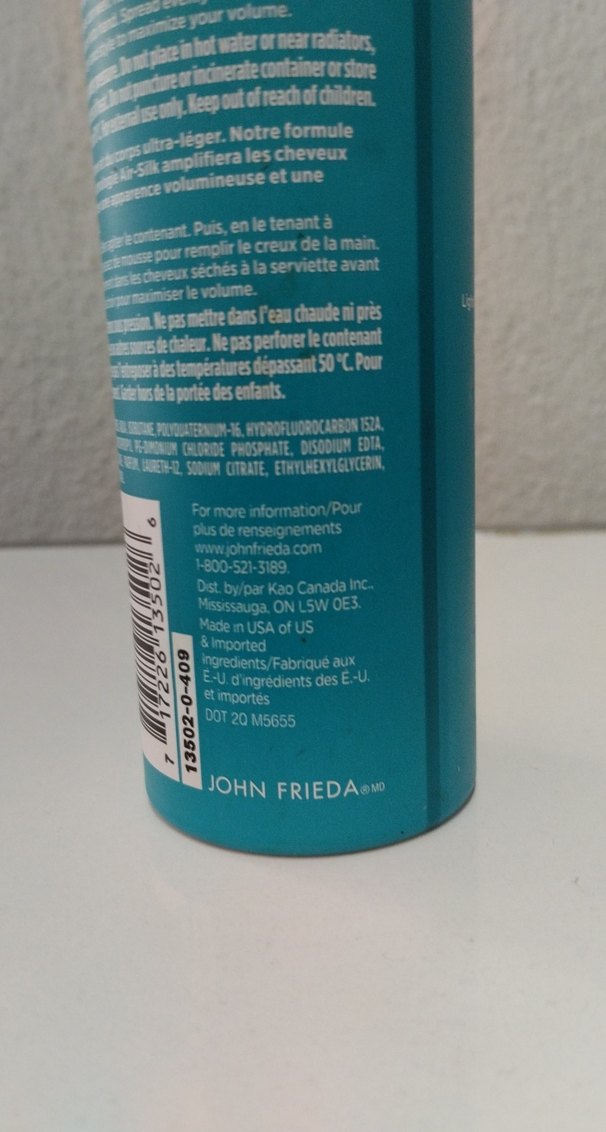 Spread
to maximize your volume.
Do not place in hot water or near radiators,
Do not puncture or incinerate container or store
For external use only. Keep out of reach of children.
corps ultra-léger. Notre formule
Air-Silk amplifiera les cheveux
apparence volumineuse et une
le contenant. Puis, en le tenant à
de mousse pour remplir le creux de la main.
dans les cheveux séchés à la serviette avant
pour maximiser le volume.
pression. Ne pas mettre dans l'eau chaude ni près
autres sources de chaleur. Ne pas perforer le contenant
l'entreposer à des températures dépassant 50 °C. Pour
Garder hors de la portée des enfants.
ISOBUTANE, POLYQUATERNIUM-16, HYDROFLUOROCARBON 152A,
PE-DIMONIUM CHLORIDE PHOSPHATE, DISODIUM EDTA,
PARFUM, LAURETH-12, SODIUM CITRATE, ETHYLHEXYLGLYCERIN,
For more information/Pour
plus de renseignements
www.johnfrieda.com
1-800-521-3189.
Dist. by/par Kao Canada Inc.,
Mississauga, ON L5W 0E3.
Made in USA of US
& Imported
Ingredients/Fabriqué aux
É.-U. d'ingrédients des É.-U.
et importés
DOT 2Q M5655
7 17226 13502 6
13502-0-409
JOHN FRIEDA® MD